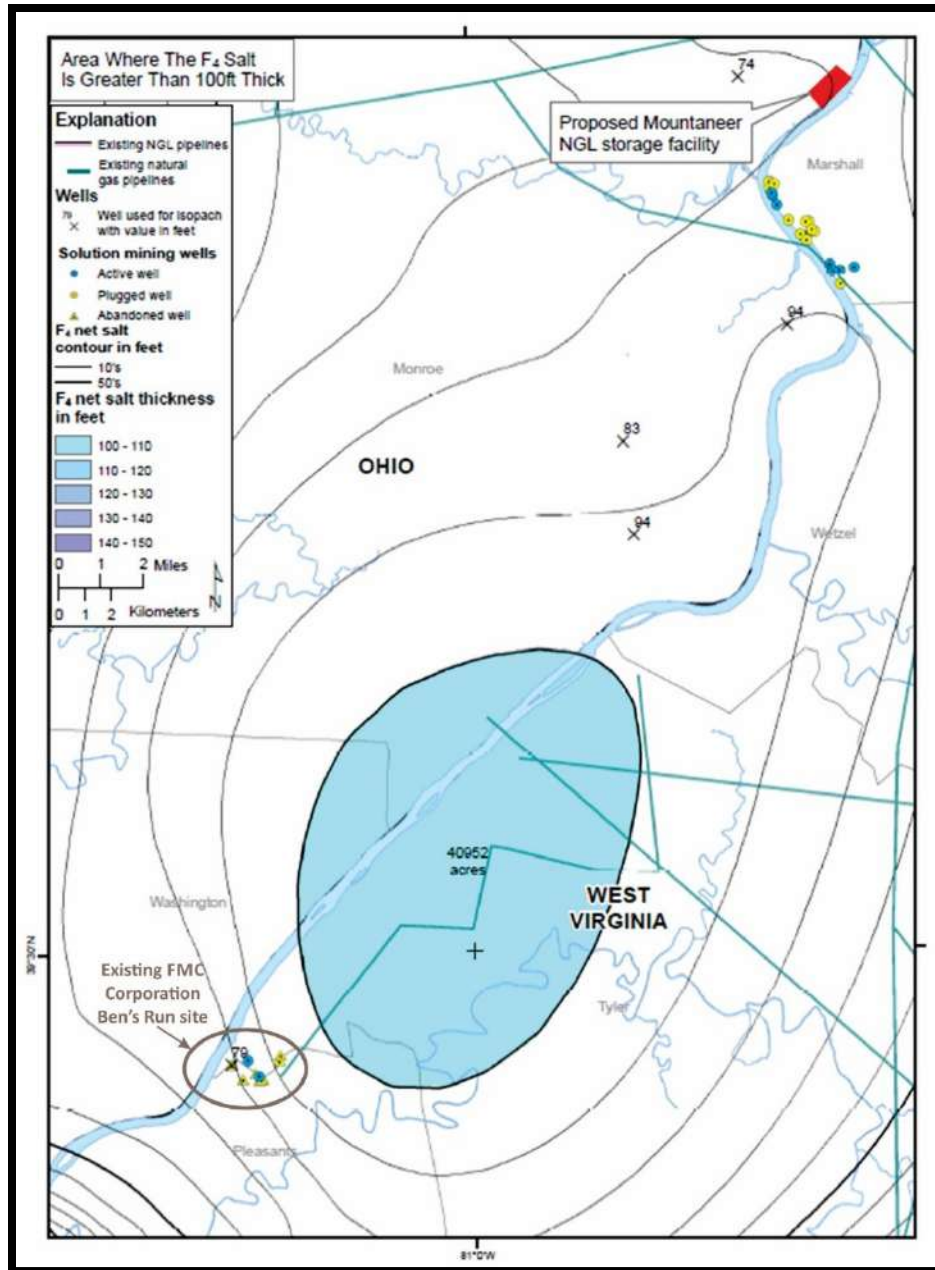 Area Where The F₄ Salt
Is Greater Than 100ft Thick
Explanation
Existing NGL pipelines
Existing natural
gas pipelines
Wells
79 Well used for Isopach
with value in feet
Solution mining wells
Active well
Plugged well
Abandoned well
F₄ net salt
contour in feet
10's
50's
F₄ net salt thickness
in feet
100 - 110
110 - 120
120 - 130
130 - 140
140 - 150
0 1 2 Miles
0 1 2 Kilometers
N
74
Proposed Mountaneer
NGL storage facility
Marshall
94
Monroe
83
OHIO
94
Wetzel
40952
acres
WEST
VIRGINIA
Washington
39°30'N
Existing FMC
Corporation
Ben's Run site
Tyler
79
Pleasants
81°0'W